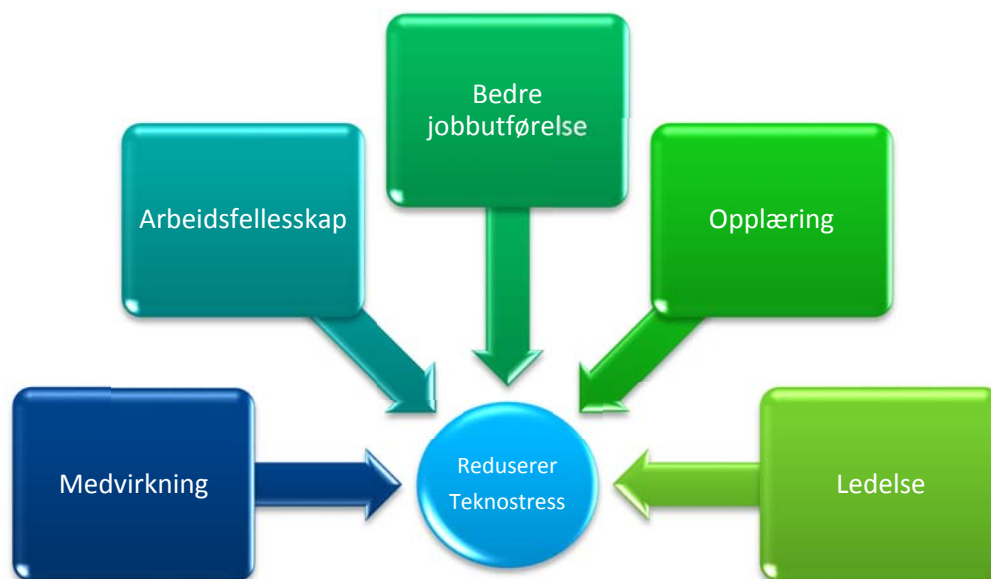 Bedre
jobbutførelse
Arbeidsfellesskap
Opplæring
Medvirkning
Reduserer
Teknostress
Ledelse